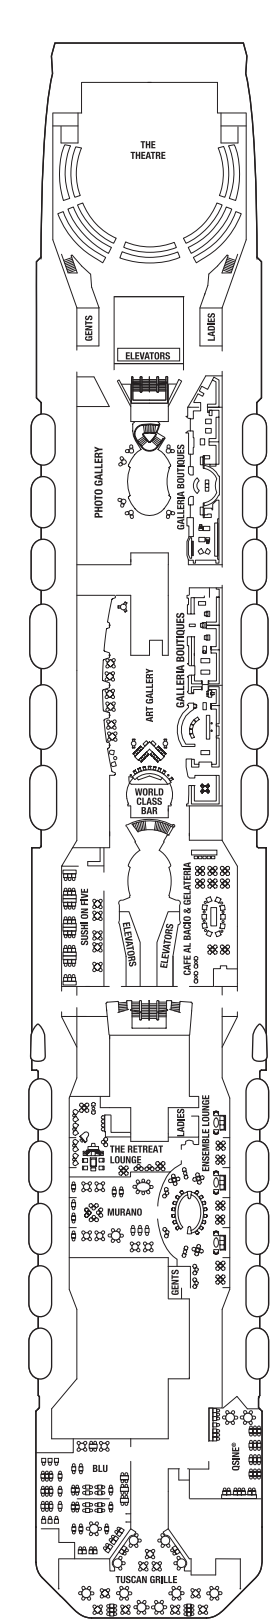 THE
THEATRE
GENTS
LADIES
ELEVATORS
PHOTO GALLERY
GALLERIA BOUTIQUES
GALLERIA BOUTIQUES
ART GALLERY
WORLD
CLASS
BAR
SUSHI ON FIVE
ELEVATORS
ELEVATORS
CAFE AL BACIO & GELATERIA
LADIES
ENSEMBLE LOUNGE
THE RETREAT
LOUNGE
MURANO
GENTS
QSINE®
BLU
TUSCAN GRILLE